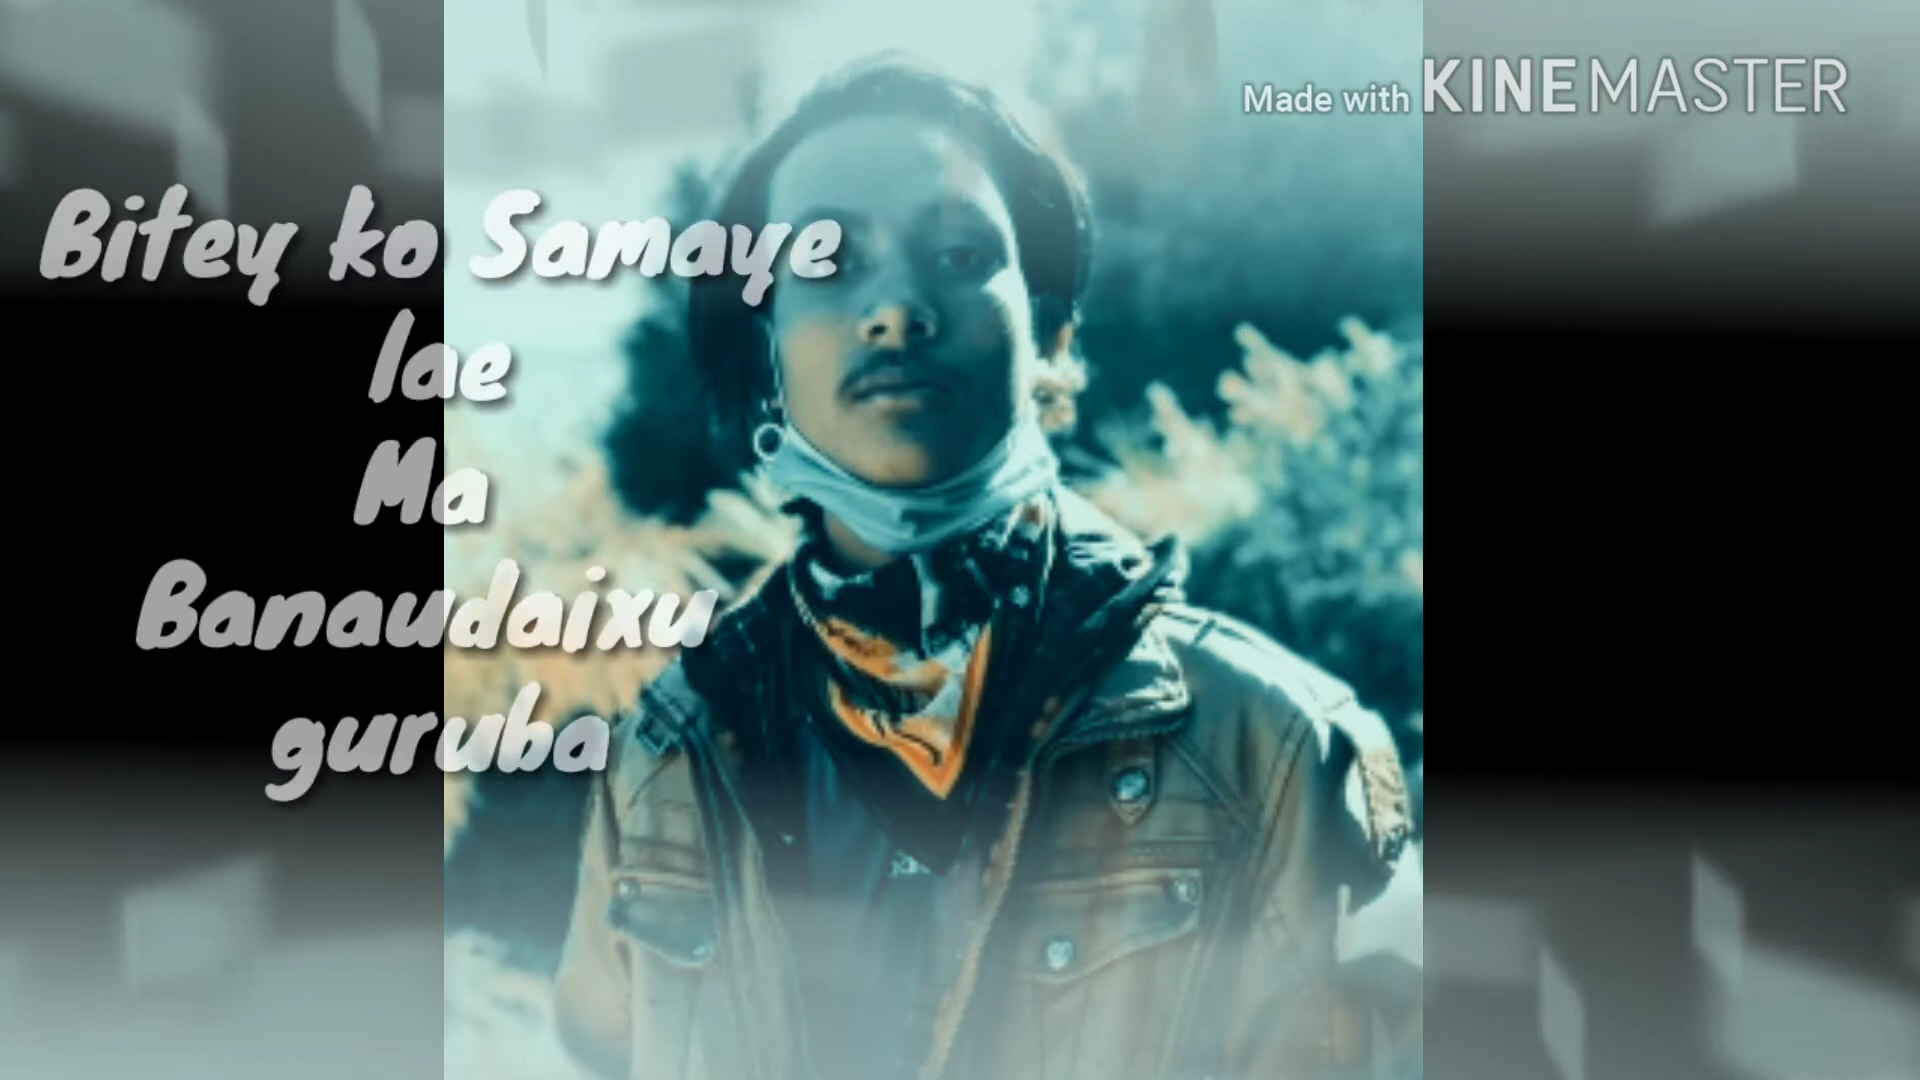 Made with KINEMASTER
Bitey ko Samaye
lae
Ma
Banaudaixu
guruba